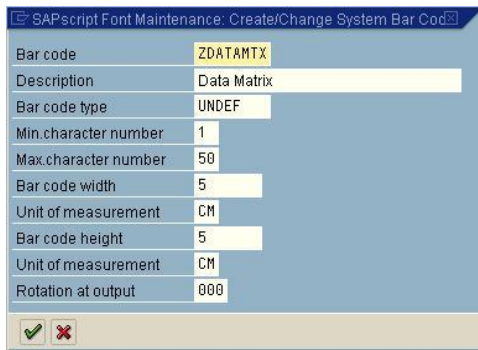 SAPscript Font Maintenance: Create/Change System Bar Cod
Bar code ZDATAMTX
Description Data Matrix
Bar code type UNDEF
Min.character number 1
Max.character number 50
Bar code width 5
Unit of measurement CM
Bar code height 5
Unit of measurement CM
Rotation at output 000